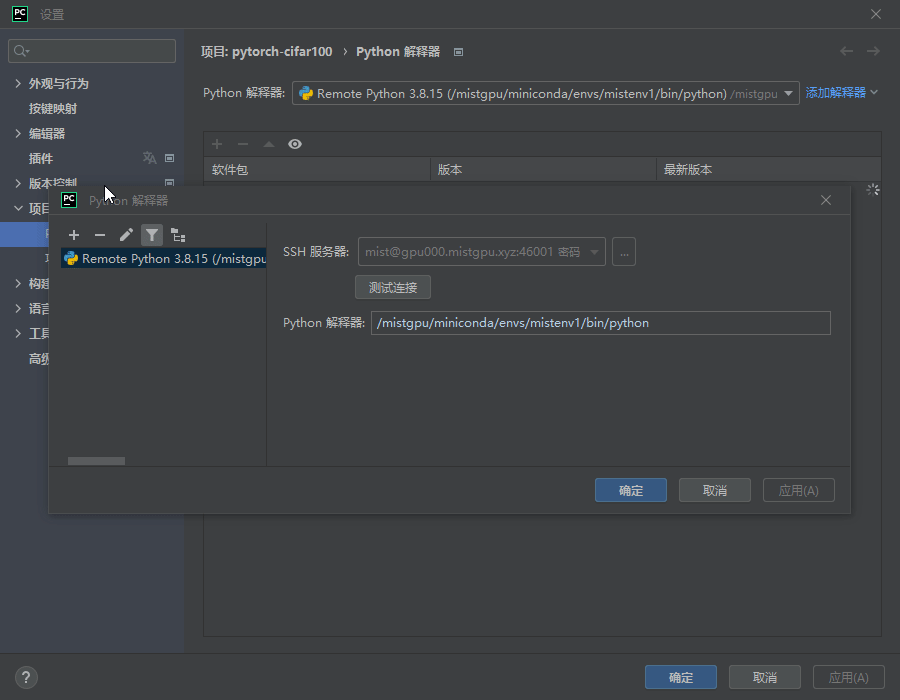 PC 设置
外观与行为
按键映射
编辑器
插件
版本控制
项目
构建
语言
工具
高级
项目: pytorch-cifar100 › Python 解释器
Python 解释器: Remote Python 3.8.15 (/mistgpu/miniconda/envs/mistenv1/bin/python) /mistgpu 添加解释器
软件包 版本 最新版本
PC Python 解释器
Remote Python 3.8.15 (/mistgpu
SSH 服务器: mist@gpu000.mistgpu.xyz:46001 密码 ...
测试连接
Python 解释器: /mistgpu/miniconda/envs/mistenv1/bin/python
确定 取消 应用(A)
? 确定 取消 应用(A)